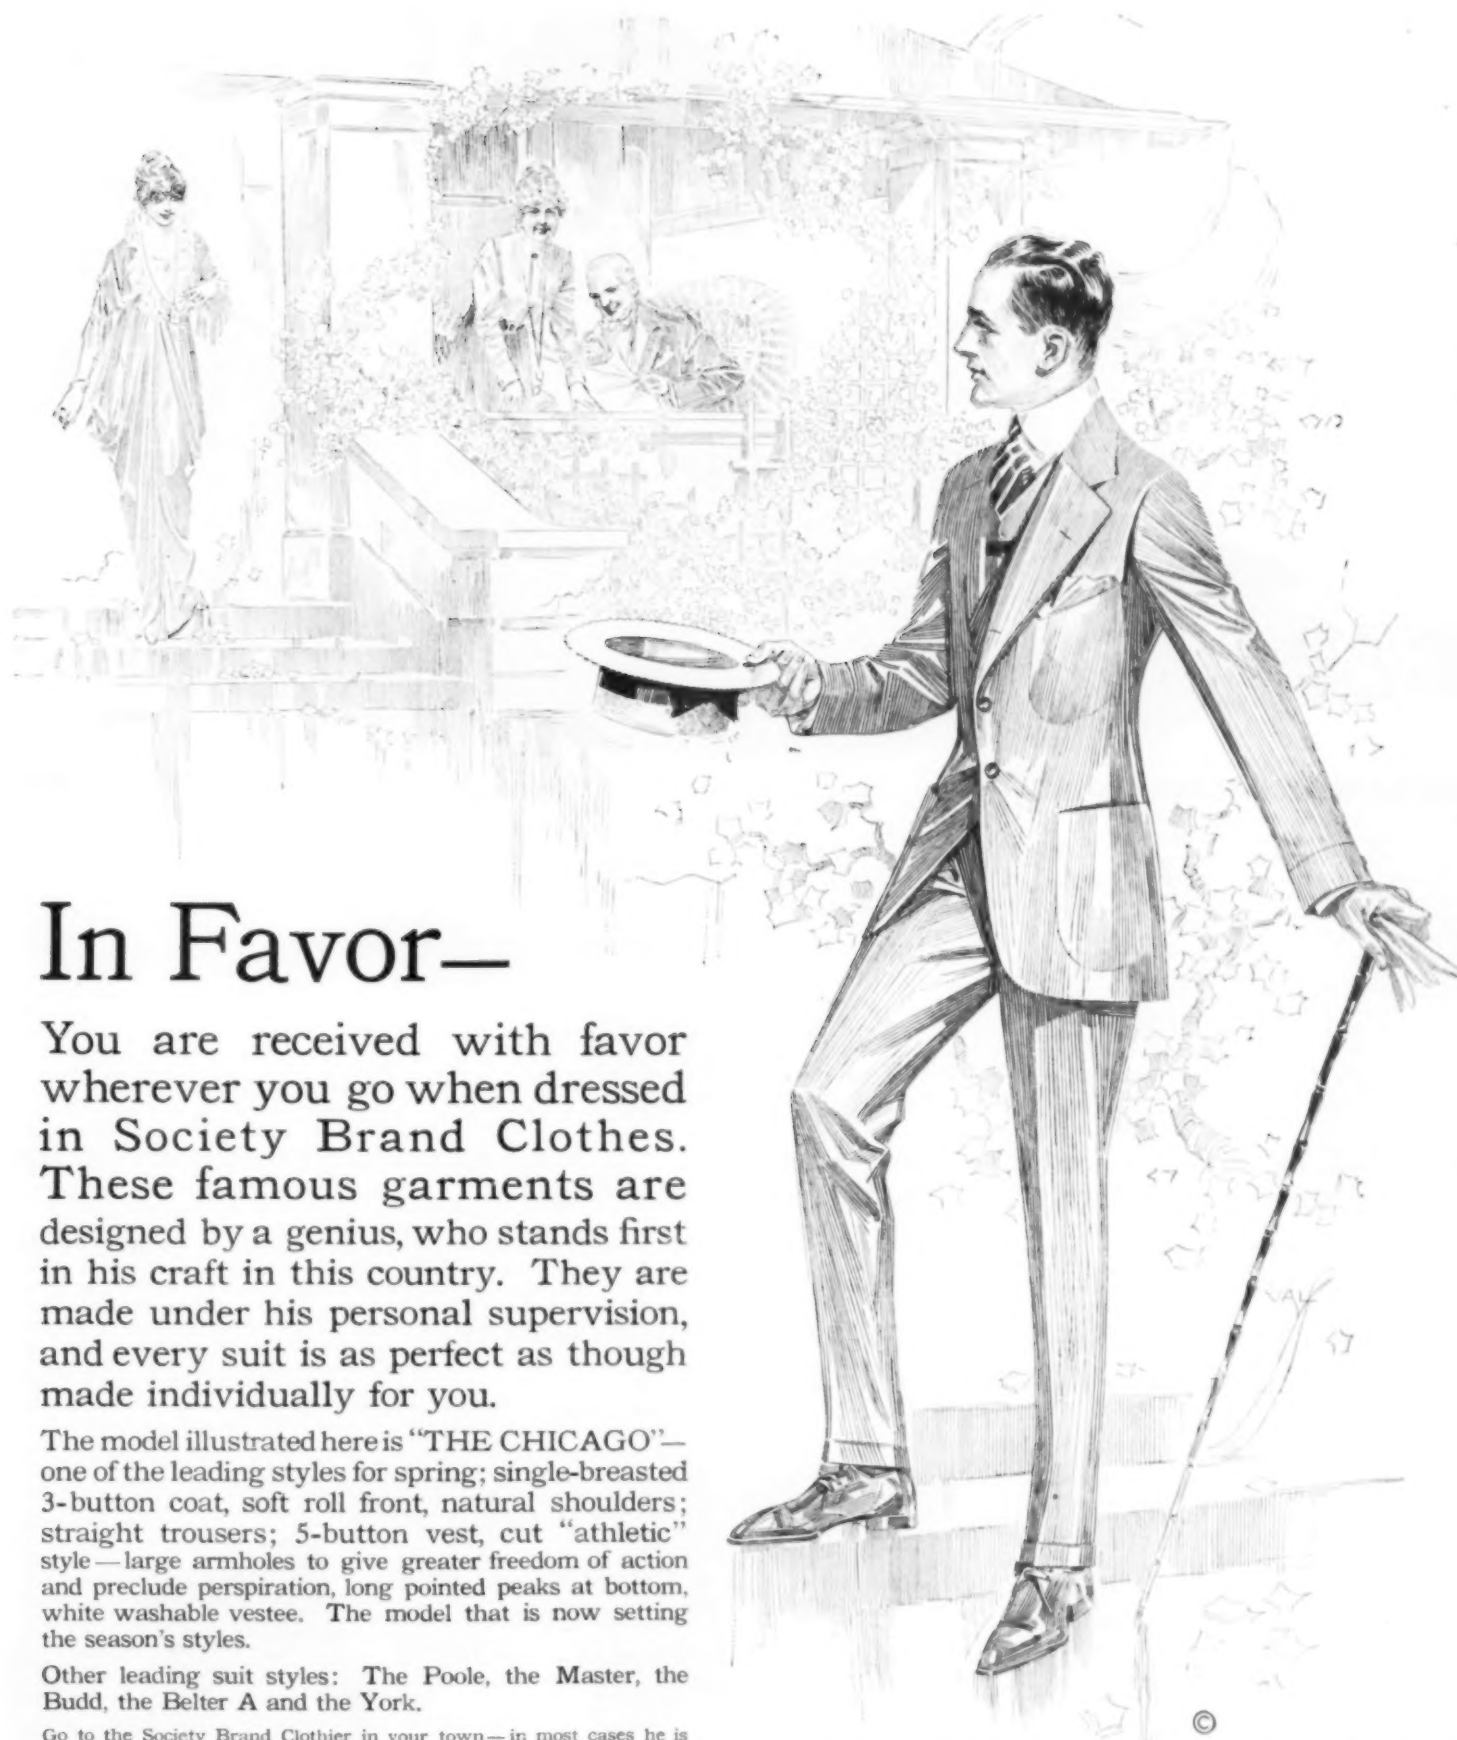 In Favor—
You are received with favor
wherever you go when dressed
in Society Brand Clothes.
These famous garments are
designed by a genius, who stands first
in his craft in this country. They are
made under his personal supervision,
and every suit is as perfect as though
made individually for you.
The model illustrated here is “THE CHICAGO”—
one of the leading styles for spring; single-breasted
3-button coat, soft roll front, natural shoulders;
straight trousers; 5-button vest, cut “athletic”
style—large armholes to give greater freedom of action
and preclude perspiration, long pointed peaks at bottom,
white washable vestee. The model that is now setting
the season's styles.
Other leading suit styles: The Poole, the Master, the
Budd, the Belter A and the York.
Go to the Society Brand Clothier in your town—in most cases he is
VAL
©